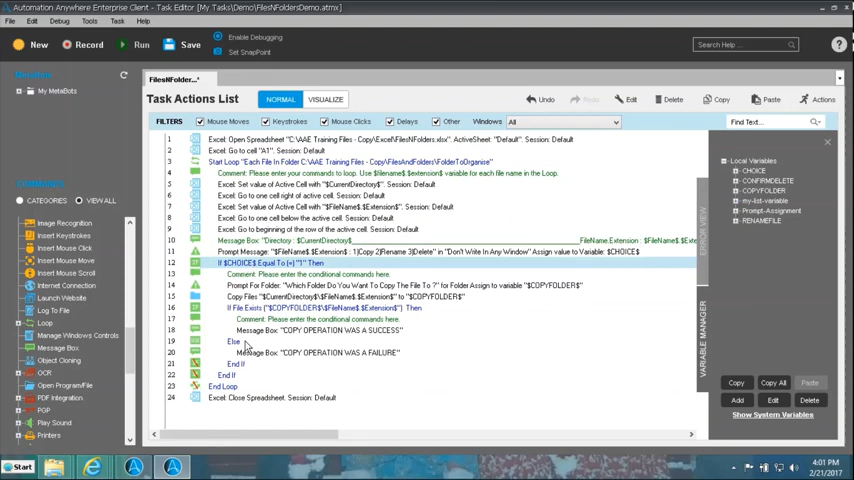 Automation Anywhere Enterprise Client - Task Editor [My Tasks\Demo\FilesNFoldersDemo.atmx]
File Edit Debug Tools Task Help
New Record Run Save
Enable Debugging
Set SnapPoint
Search Help...
METABOTS
My MetaBots
COMMANDS
CATEGORIES VIEW ALL
Image Recognition
Insert Keystrokes
Insert Mouse Click
Insert Mouse Move
Insert Mouse Scroll
Internet Connection
Launch Website
Log To File
Loop
Manage Windows Controls
Message Box
Object Cloning
OCR
Open Program/File
PDF Integration
PGP
Play Sound
Printers
FilesNFolder...*
Task Actions List NORMAL VISUALIZE Undo Redo Edit Delete Copy Paste Actions
FILTERS Mouse Moves Keystrokes Mouse Clicks Delays Other Windows All Find Text...
1 Excel: Open Spreadsheet "C:\AAE Training Files - Copy\Excel\FilesNFolders.xlsx". ActiveSheet: "Default". Session: Default
2 Excel: Go to cell "A1". Session: Default
3 Start Loop "Each File In Folder C:\AAE Training Files - Copy\FilesAndFolders\FolderToOrganise"
4 Comment: Please enter your commands to loop. Use $filename$.$extension$ variable for each file name in the Loop.
5 Excel: Set value of Active Cell with "$CurrentDirectory$". Session: Default
6 Excel: Go to one cell right of active cell. Session: Default
7 Excel: Set value of Active Cell with "$FileName$.$Extension$". Session: Default
8 Excel: Go to one cell below the active cell. Session: Default
9 Excel: Go to beginning of the row of the active cell. Session: Default
10 Message Box: "Directory : $CurrentDirectory$ FileName.Extension : $FileName$.$Exte
11 Prompt Message: "$FileName$.$Extension$ : 1|Copy 2|Rename 3|Delete" in "Don't Write In Any Window" Assign value to Variable: $CHOICE$
12 If $CHOICE$ Equal To (=) "1" Then
13 Comment: Please enter the conditional commands here.
14 Prompt For Folder: "Which Folder Do You Want To Copy The File To ?" for Folder Assign to variable "$COPYFOLDER$"
15 Copy Files "$CurrentDirectory$\$FileName$.$Extension$" to "$COPYFOLDER$"
16 If File Exists ("$COPYFOLDER$\$FileName$.$Extension$") Then
17 Comment: Please enter the conditional commands here.
18 Message Box: "COPY OPERATION WAS A SUCCESS"
19 Else
20 Message Box: "COPY OPERATION WAS A FAILURE"
21 End If
22 End If
23 End Loop
24 Excel: Close Spreadsheet. Session: Default
ERROR VIEW
VARIABLE MANAGER
Local Variables
CHOICE
CONFIRMDELETE
COPYFOLDER
my-list-variable
Prompt-Assignment
RENAMEFILE
Copy Copy All Paste
Add Edit Delete
Show System Variables
Start
4:01 PM
2/21/2017